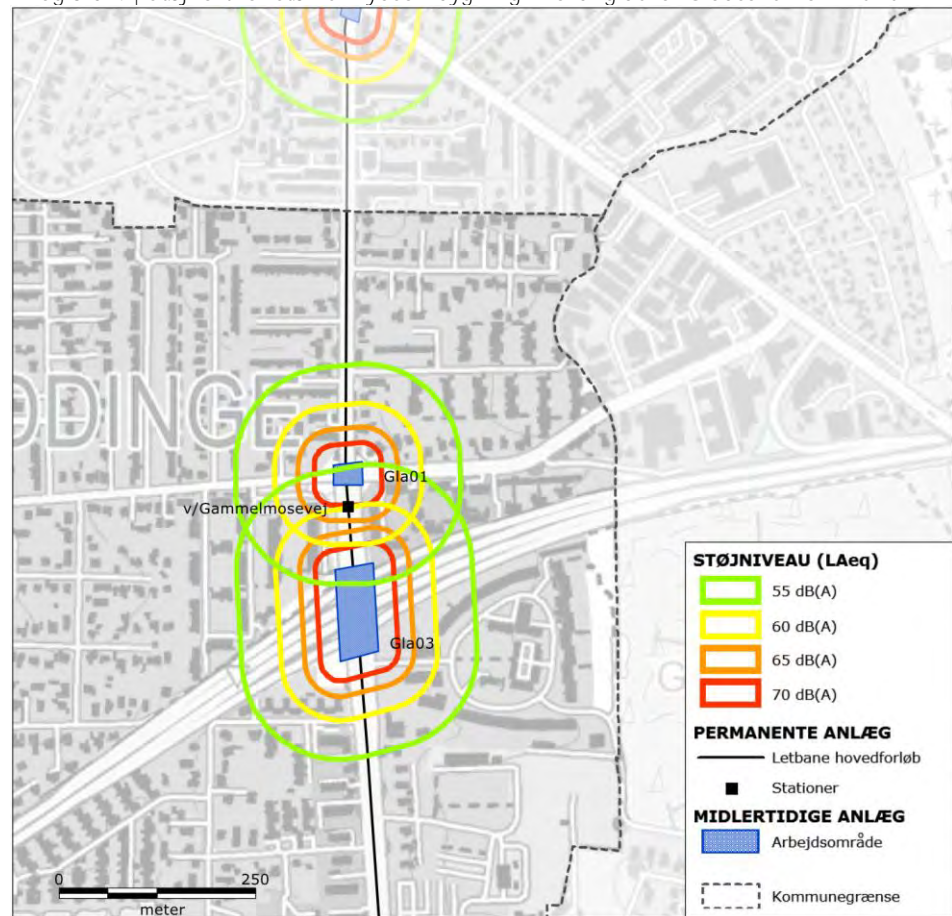 ODINGE
Gla01
v/Gammelmosevej
Gla03
G
STØJNIVEAU (LAeq)
55 dB(A)
60 dB(A)
65 dB(A)
70 dB(A)
PERMANENTE ANLÆG
Letbane hovedforløb
Stationer
MIDLERTIDIGE ANLÆG
Arbejdsområde
Kommunegrænse
0 250
meter